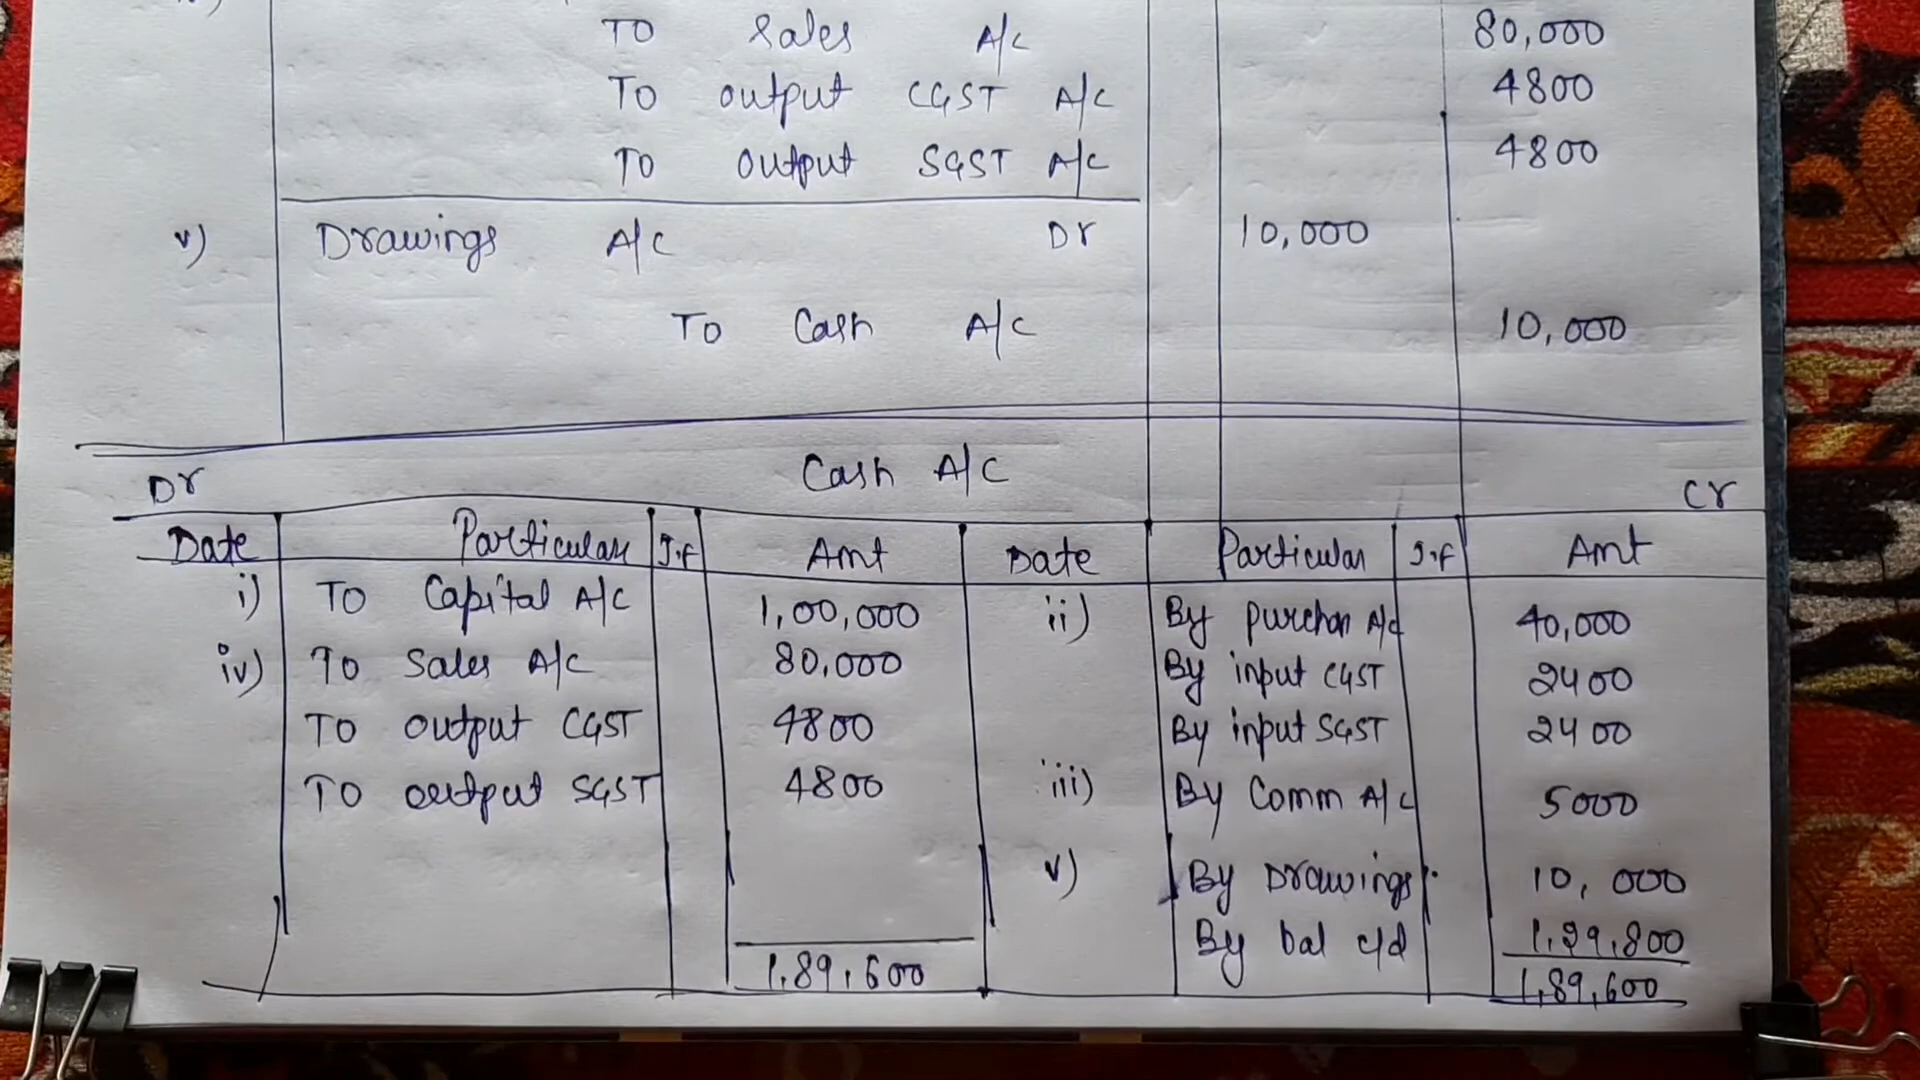 To Sales A/c 80,000
To output CGST A/c 4800
To output SGST A/c 4800
v) Drawings A/c Dr 10,000
To Cash A/c 10,000
Cash A/c
Dr Cr
Date Particulars J.F Amt Date Particular J.F Amt
i) To Capital A/c 1,00,000 ii) By purchase A/c 40,000
iv) To Sales A/c 80,000 By input CGST 2400
To output CGST 4800 By input SGST 2400
To output SGST 4800 iii) By Comm A/c 5000
v) By Drawings 10,000
By bal c/d 1,29,800
1,89,600 1,89,600